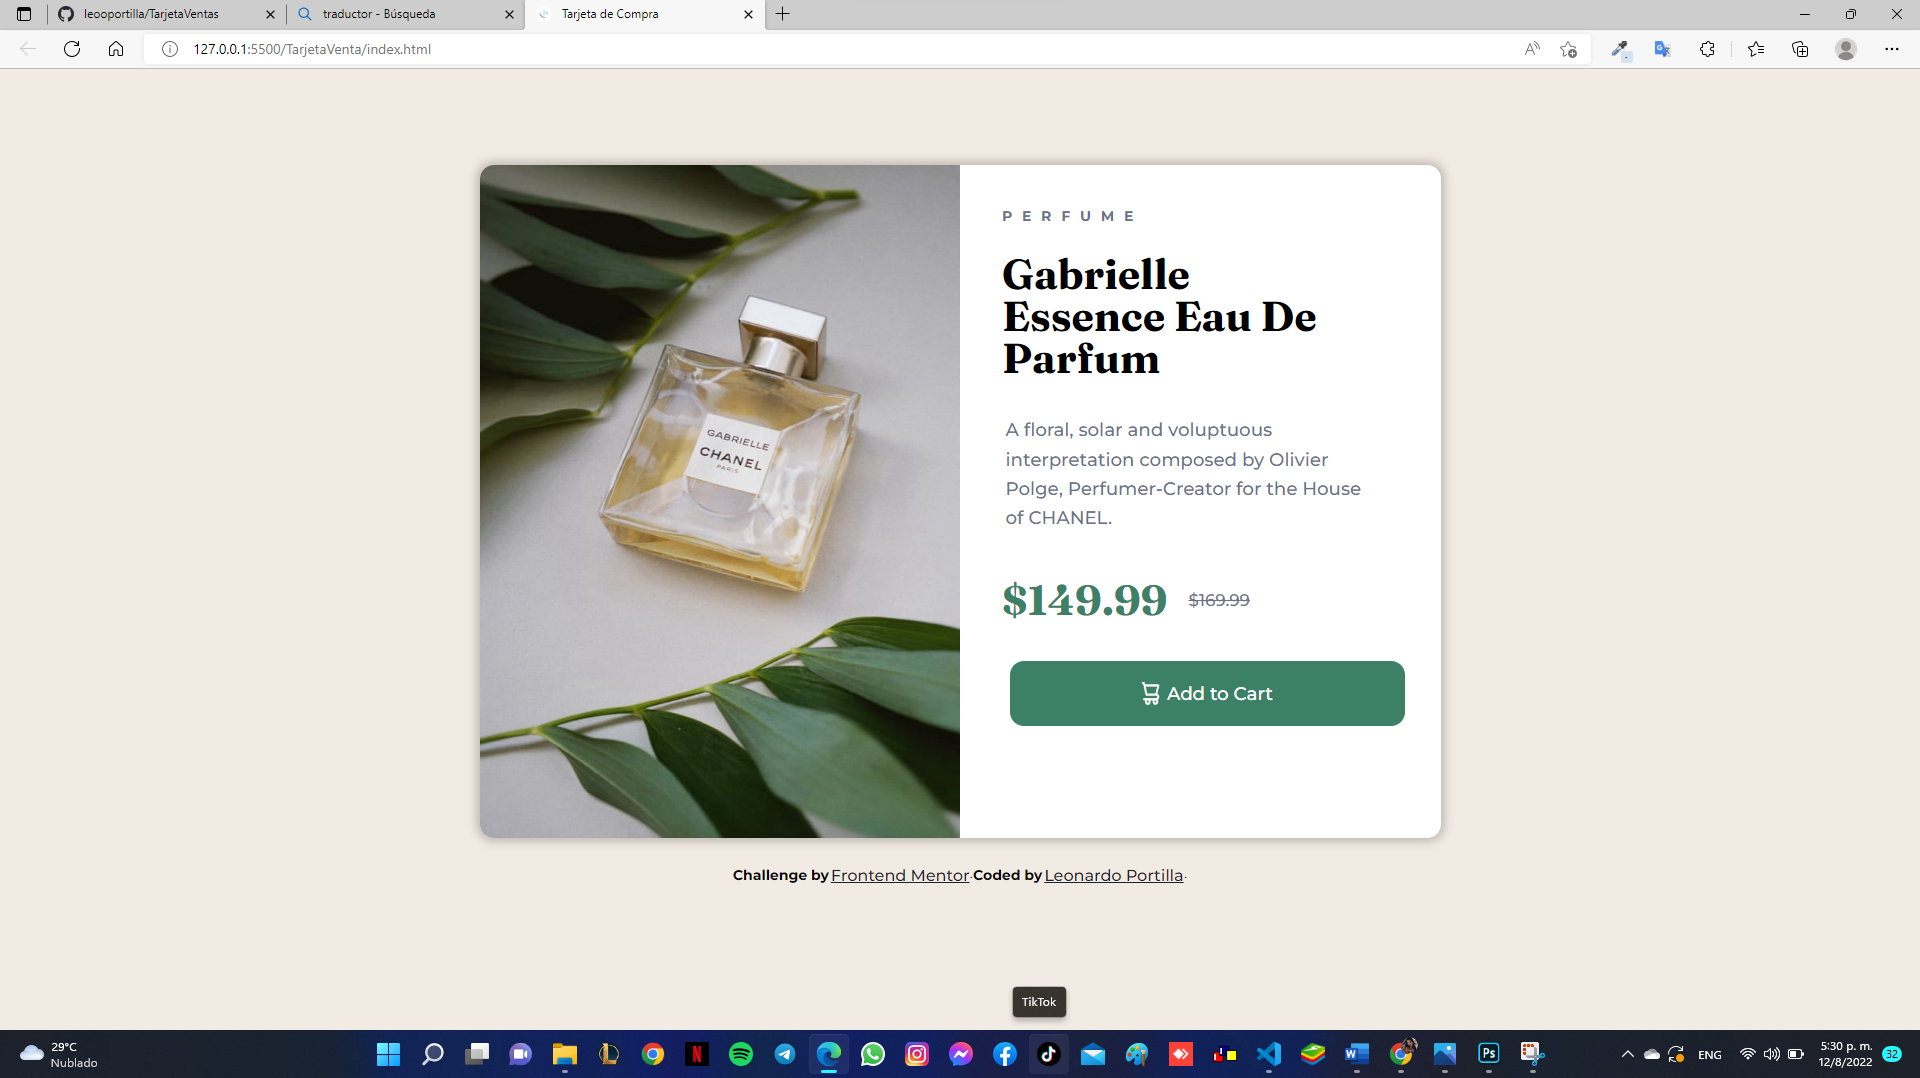 leooportilla/TarjetaVentas
traductor - Búsqueda
Tarjeta de Compra
127.0.0.1:5500/TarjetaVenta/index.html
PERFUME
Gabrielle
Essence Eau De
Parfum
A floral, solar and voluptuous
interpretation composed by Olivier
Polge, Perfumer-Creator for the House
of CHANEL.
$149.99 $169.99
Add to Cart
GABRIELLE
CHANEL
PARIS
Challenge by Frontend Mentor. Coded by Leonardo Portilla.
TikTok
29°C
Nublado
ENG
5:30 p. m.
12/8/2022
32